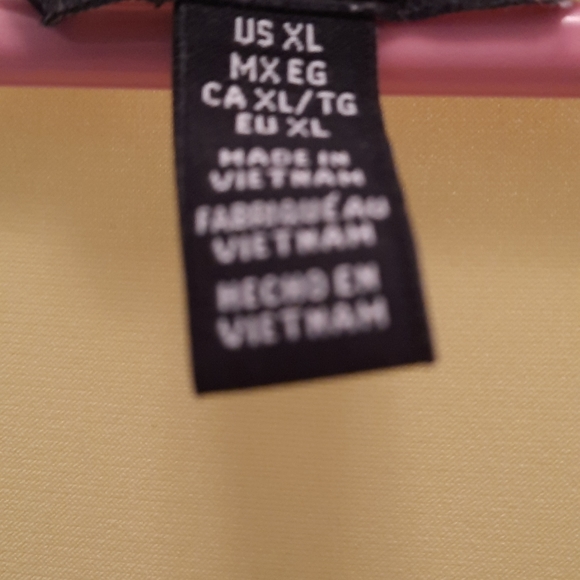 US XL
MX EG
CA XL/TG
EU XL
MADE IN
VIETNAM
FABRIQUÉ AU
VIETNAM
HECHO EN
VIETNAM